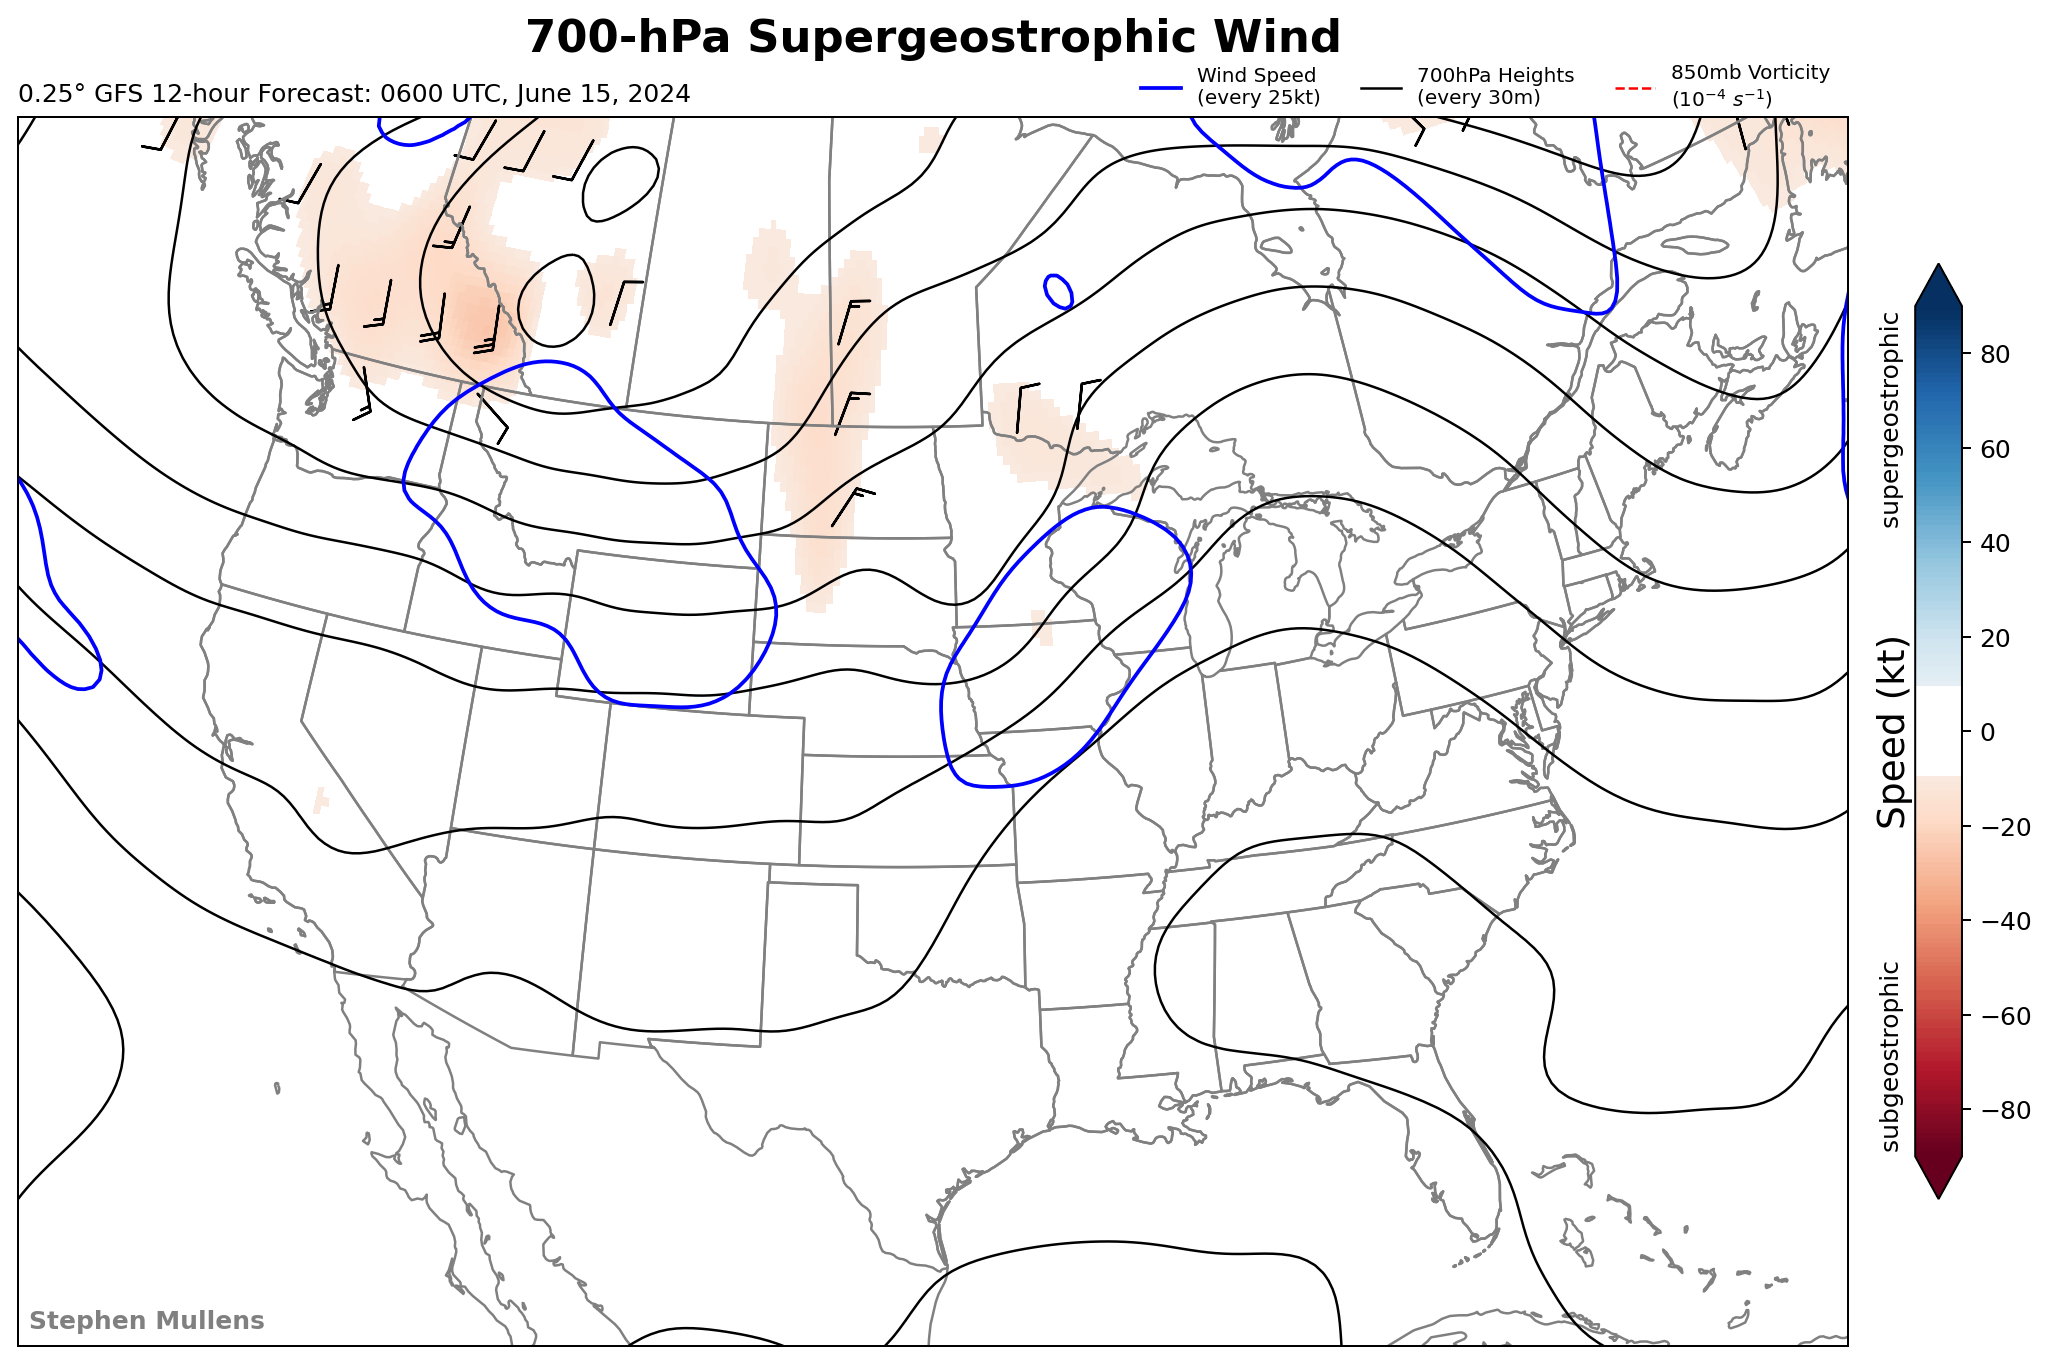 700-hPa Supergeostrophic Wind
0.25° GFS 12-hour Forecast: 0600 UTC, June 15, 2024
Wind Speed
(every 25kt)
700hPa Heights
(every 30m)
850mb Vorticity
(10⁻⁴ s⁻¹)
supergeostrophic
Speed (kt)
subgeostrophic
80
60
40
20
0
−20
−40
−60
−80
Stephen Mullens